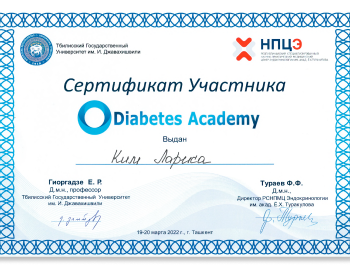 Тбилисский Государственный
Университет им. И. Джавахишвили
НПЦЭ
Сертификат Участника
Diabetes Academy
Выдан
Ким Лариса
Гиоргадзе Е. Р.
Д.м.н., профессор
Тбилисский Государственный Университет
им. И. Джавахишвили
Тураев Ф.Ф.
Д.м.н.,
Директор РСНПМЦ Эндокринологии
им. акад. Е.Х. Туракулова
19-20 марта 2022 г., г. Ташкент